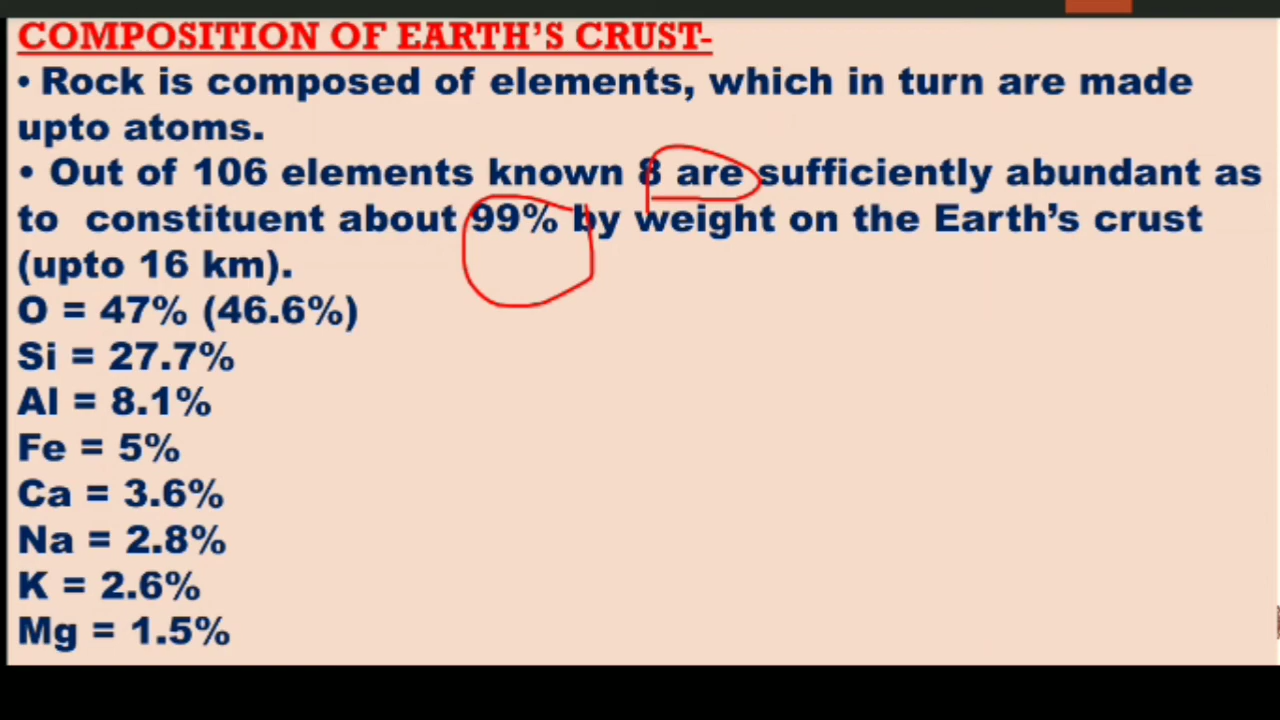 COMPOSITION OF EARTH'S CRUST-
• Rock is composed of elements, which in turn are made
upto atoms.
• Out of 106 elements known 8 are sufficiently abundant as
to constituent about 99% by weight on the Earth's crust
(upto 16 km).
O = 47% (46.6%)
Si = 27.7%
Al = 8.1%
Fe = 5%
Ca = 3.6%
Na = 2.8%
K = 2.6%
Mg = 1.5%